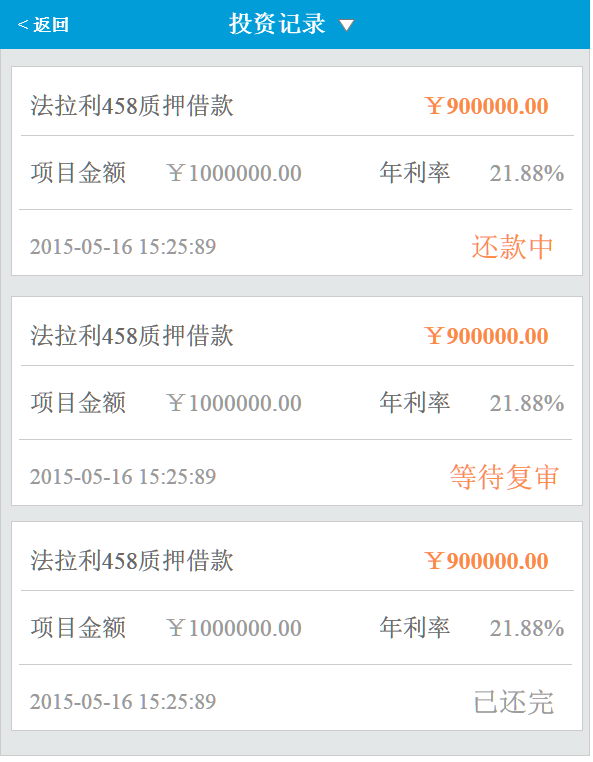 < 返回 投资记录
法拉利458质押借款 ￥900000.00
项目金额 ￥1000000.00 年利率 21.88%
2015-05-16 15:25:89 还款中
法拉利458质押借款 ￥900000.00
项目金额 ￥1000000.00 年利率 21.88%
2015-05-16 15:25:89 等待复审
法拉利458质押借款 ￥900000.00
项目金额 ￥1000000.00 年利率 21.88%
2015-05-16 15:25:89 已还完